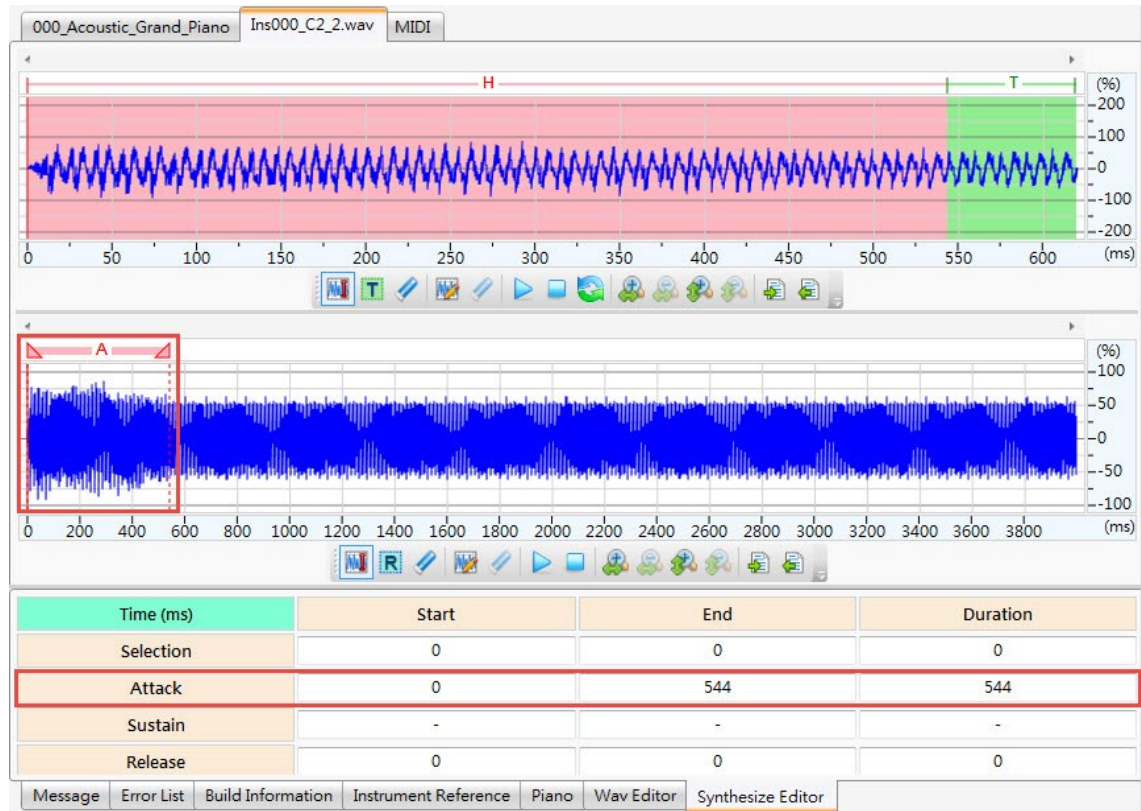 000_Acoustic_Grand_Piano Ins000_C2_2.wav MIDI
H T (%)
200
100
0
-100
-200
0 50 100 150 200 250 300 350 400 450 500 550 600 (ms)
T
A (%)
100
50
0
-50
-100
0 200 400 600 800 1000 1200 1400 1600 1800 2000 2200 2400 2600 2800 3000 3200 3400 3600 3800 (ms)
R
Time (ms) Start End Duration
Selection 0 0 0
Attack 0 544 544
Sustain - - -
Release 0 0 0
Message Error List Build Information Instrument Reference Piano Wav Editor Synthesize Editor